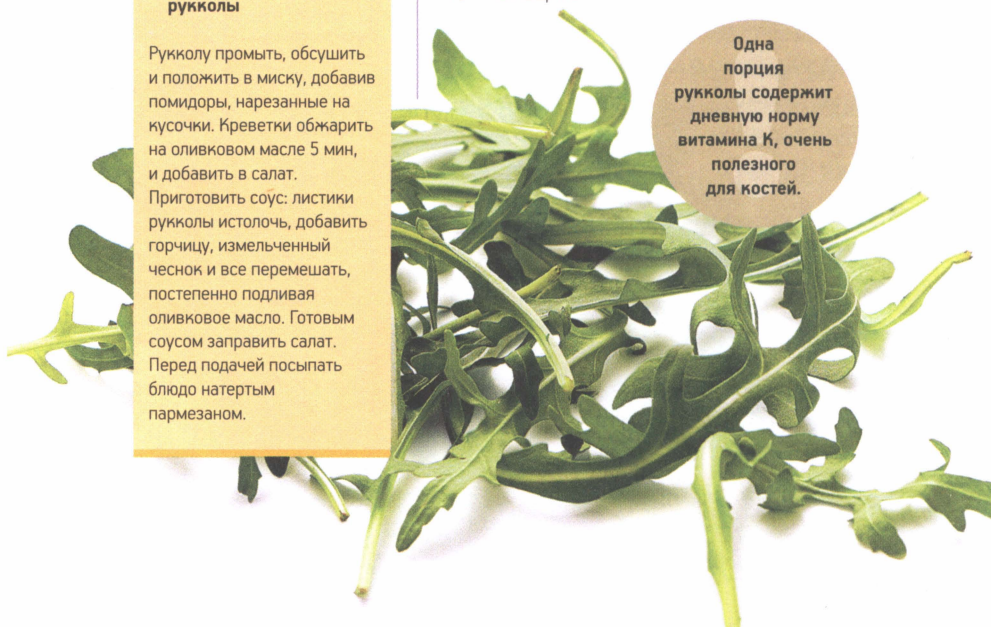 рукколы
Рукколу промыть, обсушить
и положить в миску, добавив
помидоры, нарезанные на
кусочки. Креветки обжарить
на оливковом масле 5 мин,
и добавить в салат.
Приготовить соус: листики
рукколы истолочь, добавить
горчицу, измельченный
чеснок и все перемешать,
постепенно подливая
оливковое масло. Готовым
соусом заправить салат.
Перед подачей посыпать
блюдо натертым
пармезаном.
Одна
порция
рукколы содержит
дневную норму
витамина К, очень
полезного
для костей.